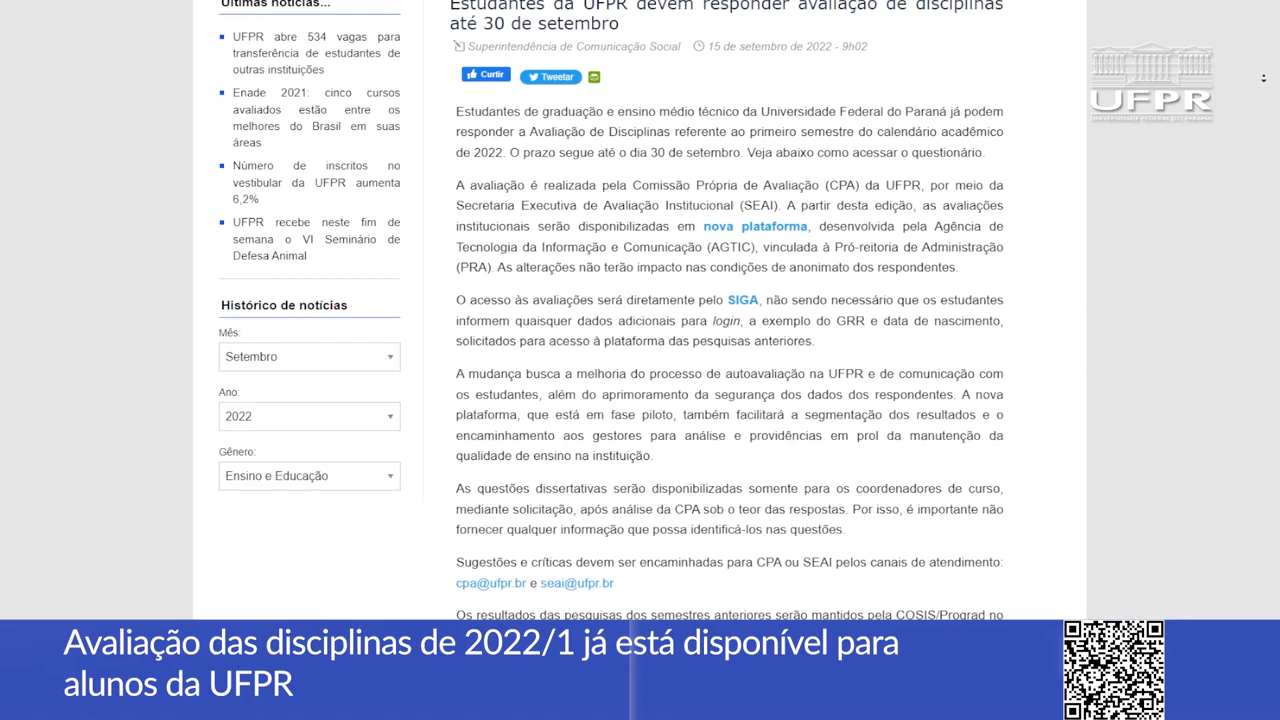 Últimas notícias...
UFPR abre 534 vagas para
transferência de estudantes de
outras instituições
Enade 2021: cinco cursos
avaliados estão entre os
melhores do Brasil em suas
áreas
Número de inscritos no
vestibular da UFPR aumenta
6,2%
UFPR recebe neste fim de
semana o VI Seminário de
Defesa Animal
Histórico de notícias
Mês:
Setembro
Ano:
2022
Gênero:
Ensino e Educação
Estudantes da UFPR devem responder avaliação de disciplinas
até 30 de setembro
Superintendência de Comunicação Social 15 de setembro de 2022 - 9h02
Curtir Tweetar
Estudantes de graduação e ensino médio técnico da Universidade Federal do Paraná já podem
responder a Avaliação de Disciplinas referente ao primeiro semestre do calendário acadêmico
de 2022. O prazo segue até o dia 30 de setembro. Veja abaixo como acessar o questionário.
A avaliação é realizada pela Comissão Própria de Avaliação (CPA) da UFPR, por meio da
Secretaria Executiva de Avaliação Institucional (SEAI). A partir desta edição, as avaliações
institucionais serão disponibilizadas em nova plataforma, desenvolvida pela Agência de
Tecnologia da Informação e Comunicação (AGTIC), vinculada à Pró-reitoria de Administração
(PRA). As alterações não terão impacto nas condições de anonimato dos respondentes.
O acesso às avaliações será diretamente pelo SIGA, não sendo necessário que os estudantes
informem quaisquer dados adicionais para login, a exemplo do GRR e data de nascimento,
solicitados para acesso à plataforma das pesquisas anteriores.
A mudança busca a melhoria do processo de autoavaliação na UFPR e de comunicação com
os estudantes, além do aprimoramento da segurança dos dados dos respondentes. A nova
plataforma, que está em fase piloto, também facilitará a segmentação dos resultados e o
encaminhamento aos gestores para análise e providências em prol da manutenção da
qualidade de ensino na instituição.
As questões dissertativas serão disponibilizadas somente para os coordenadores de curso,
mediante solicitação, após análise da CPA sob o teor das respostas. Por isso, é importante não
fornecer qualquer informação que possa identificá-los nas questões.
Sugestões e críticas devem ser encaminhadas para CPA ou SEAI pelos canais de atendimento:
cpa@ufpr.br e seai@ufpr.br
Os resultados das pesquisas dos semestres anteriores serão mantidos pela COSIS/Prograd no
UFPR
UNIVERSIDADE FEDERAL DO PARANÁ
Avaliação das disciplinas de 2022/1 já está disponível para
alunos da UFPR